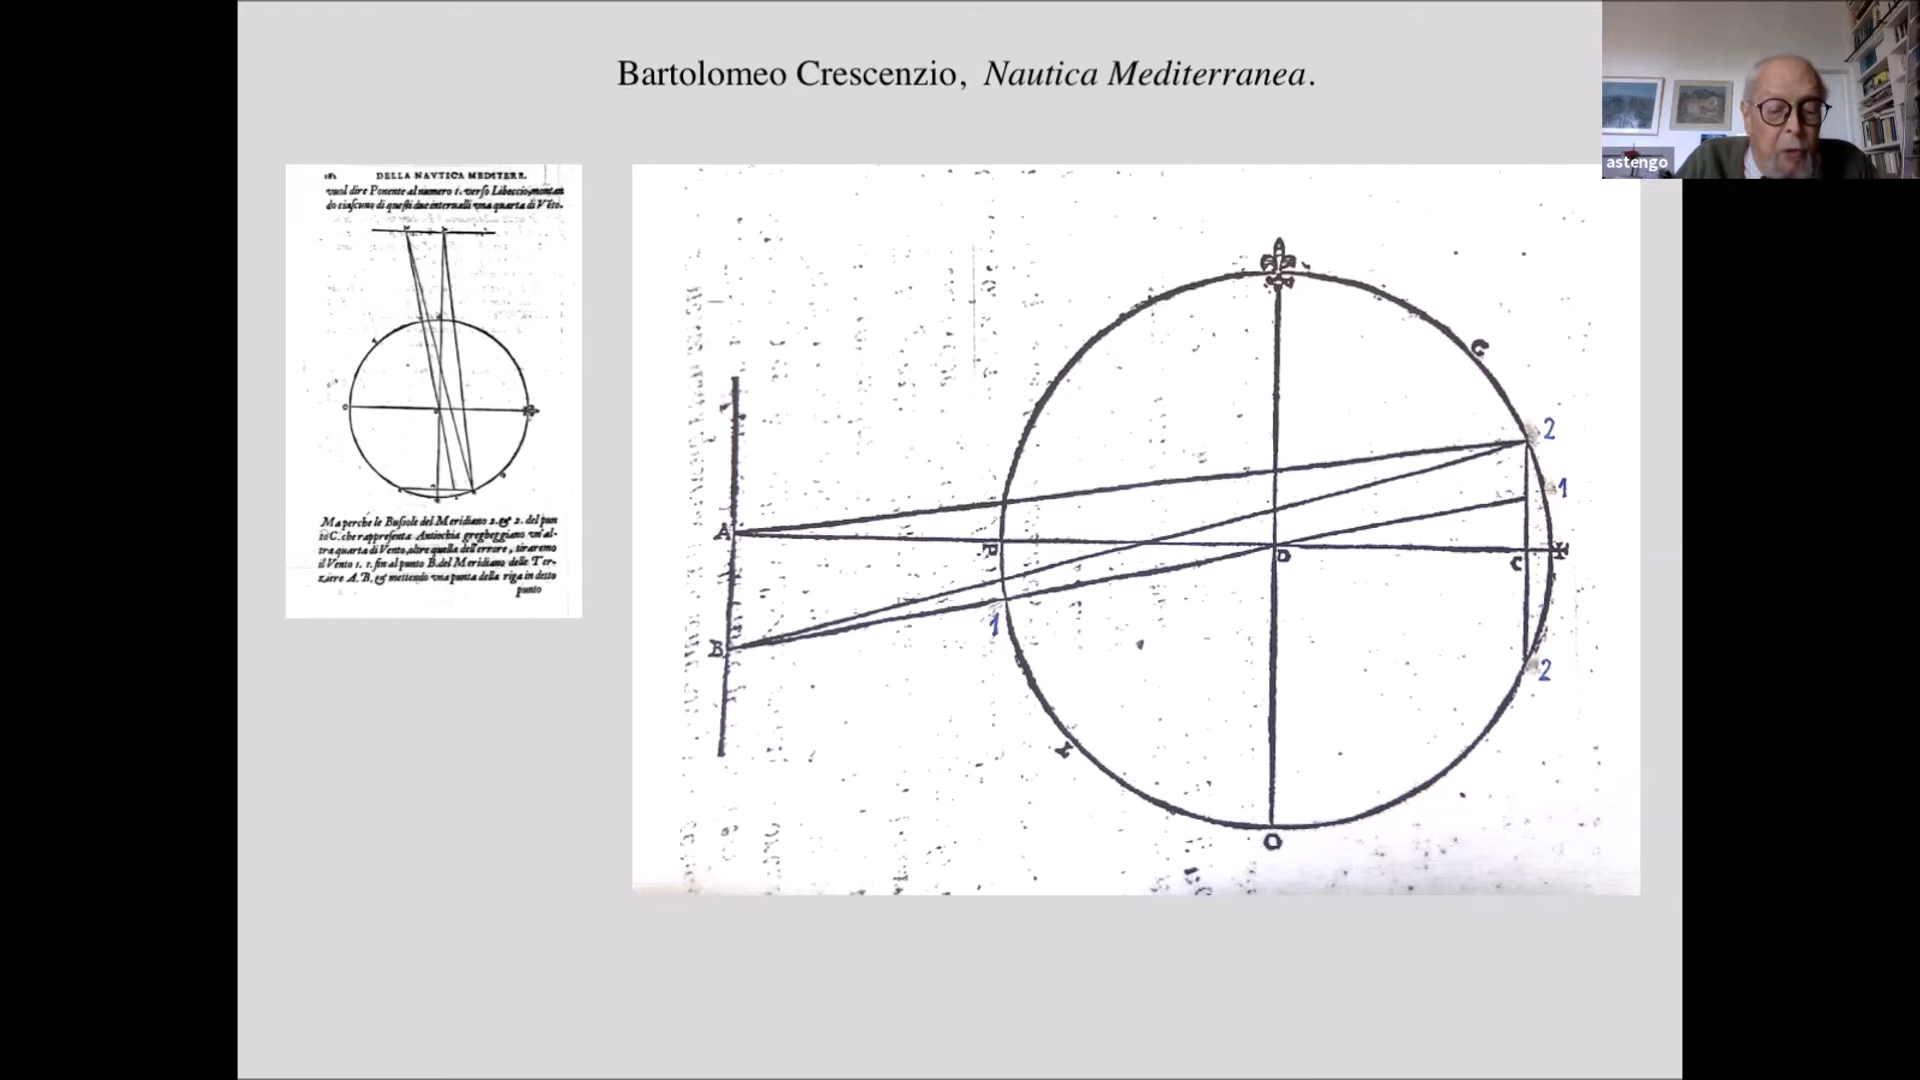 Bartolomeo Crescenzio, Nautica Mediterranea.
astengo
DELLA NAVTICA MEDITERR.
vuol dire Ponente al numero 1. verso Libeccio, montan
do ciascuno di questi due interualli vna quarta di Vẽto.
Ma perche le Bussole del Meridiano 2. & 2. del pun
to C. che rappresenta Antiochia gregheggiano vn'al-
tra quarta di Vento, oltre quella dell'errore, tiraremo
il Vento 1. 1. fin al punto B. del Meridiano delle Ter-
ziere A. B. & mettendo vna punta della riga in detto
punto
G
2
1
A
P
D
C
B
1
2
O